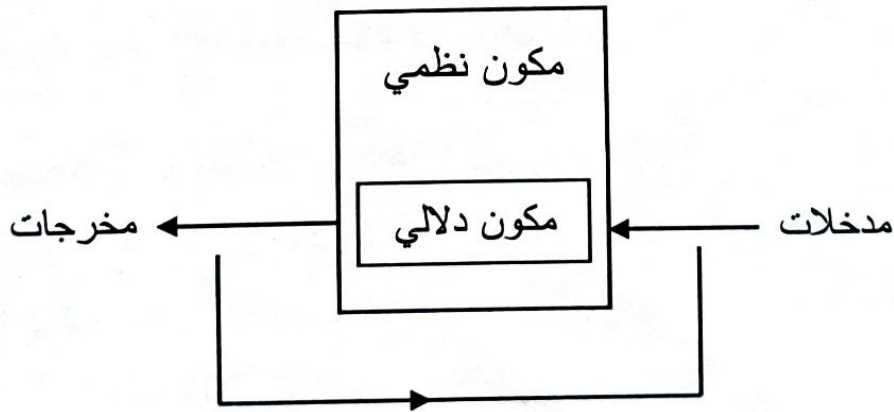 مكون نظمي
مدخلات
مكون دلالي
مخرجات